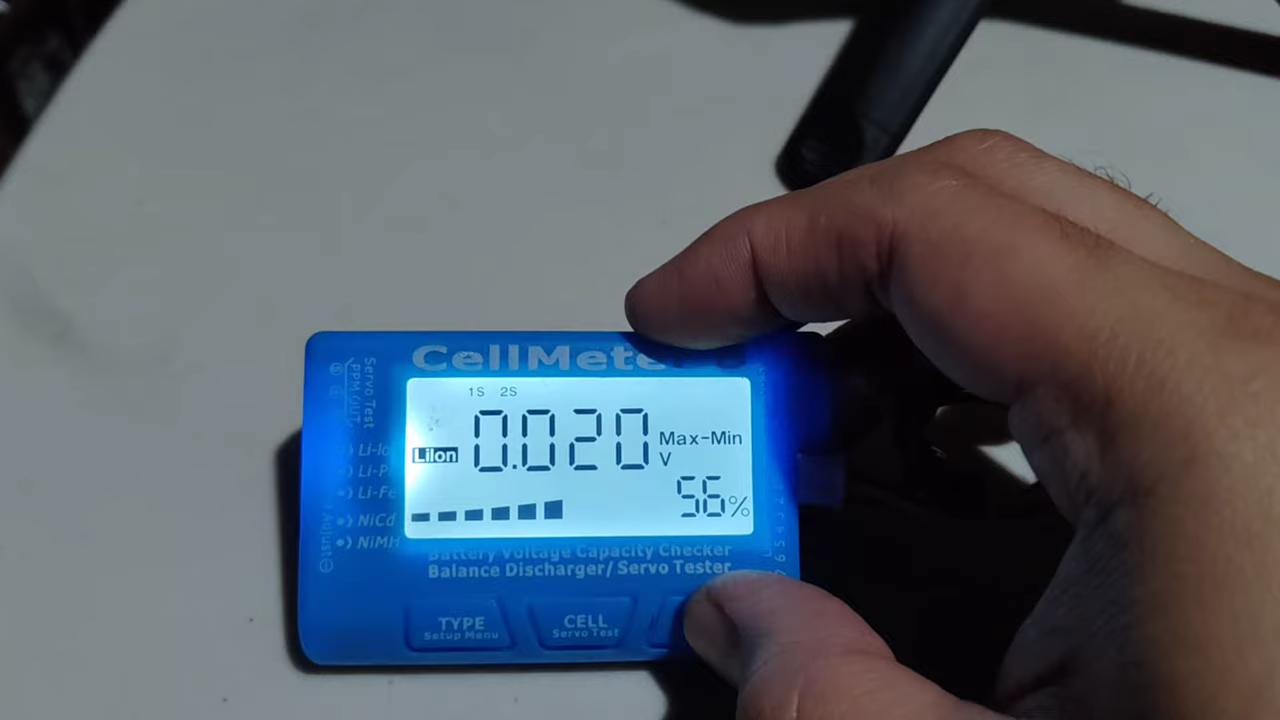 CellMete
1S 2S
LiIon 0.020 Max-Min
V
56%
Servo Test
PPM OUT
Li-Io
Li-P
Li-Fe
NiCd
NiMH
Battery Voltage Capacity Checker
Balance Discharger/ Servo Tester
TYPE
Setup Menu
CELL
Servo Test